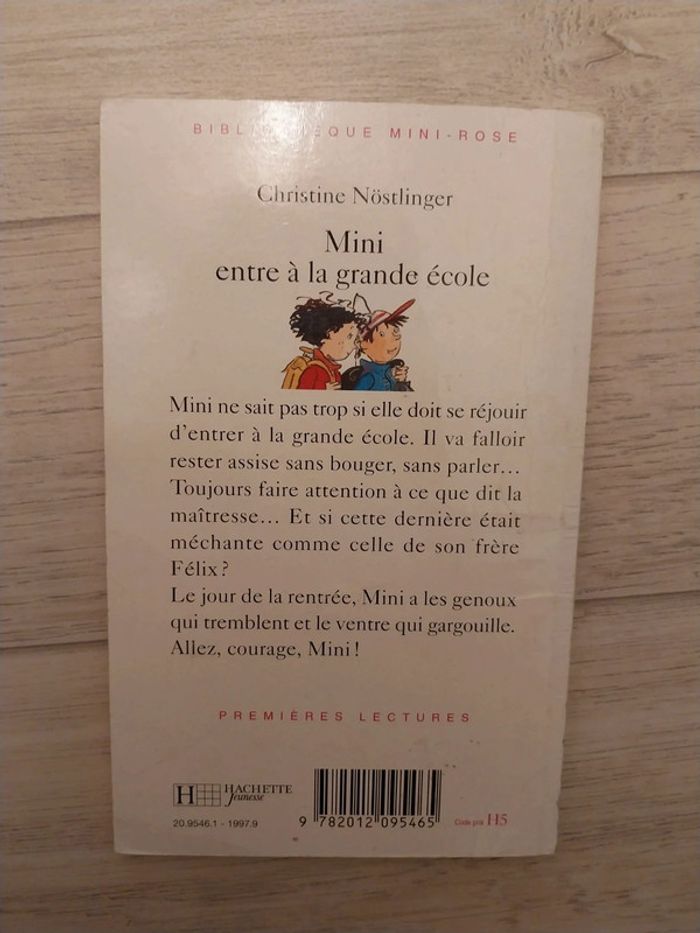 BIBLIOTHÈQUE MINI-ROSE
Christine Nöstlinger
Mini
entre à la grande école
Mini ne sait pas trop si elle doit se réjouir
d'entrer à la grande école. Il va falloir
rester assise sans bouger, sans parler...
Toujours faire attention à ce que dit la
maîtresse... Et si cette dernière était
méchante comme celle de son frère
Félix ?
Le jour de la rentrée, Mini a les genoux
qui tremblent et le ventre qui gargouille.
Allez, courage, Mini !
PREMIÈRES LECTURES
H HACHETTE
Jeunesse
20.9546.1 - 1997.9
9 782012 095465
Code prix H5